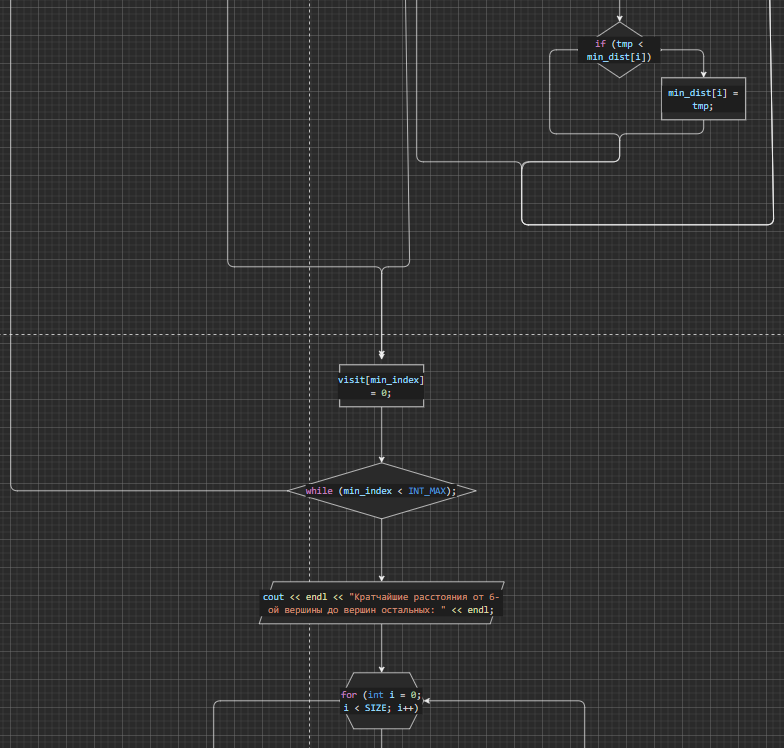 if (tmp <
min_dist[i])
min_dist[i] =
tmp;
visit[min_index]
= 0;
while (min_index < INT_MAX);
cout << endl << "Кратчайшие расстояния от 6-
ой вершины до вершин остальных: " << endl;
for (int i = 0;
i < SIZE; i++)